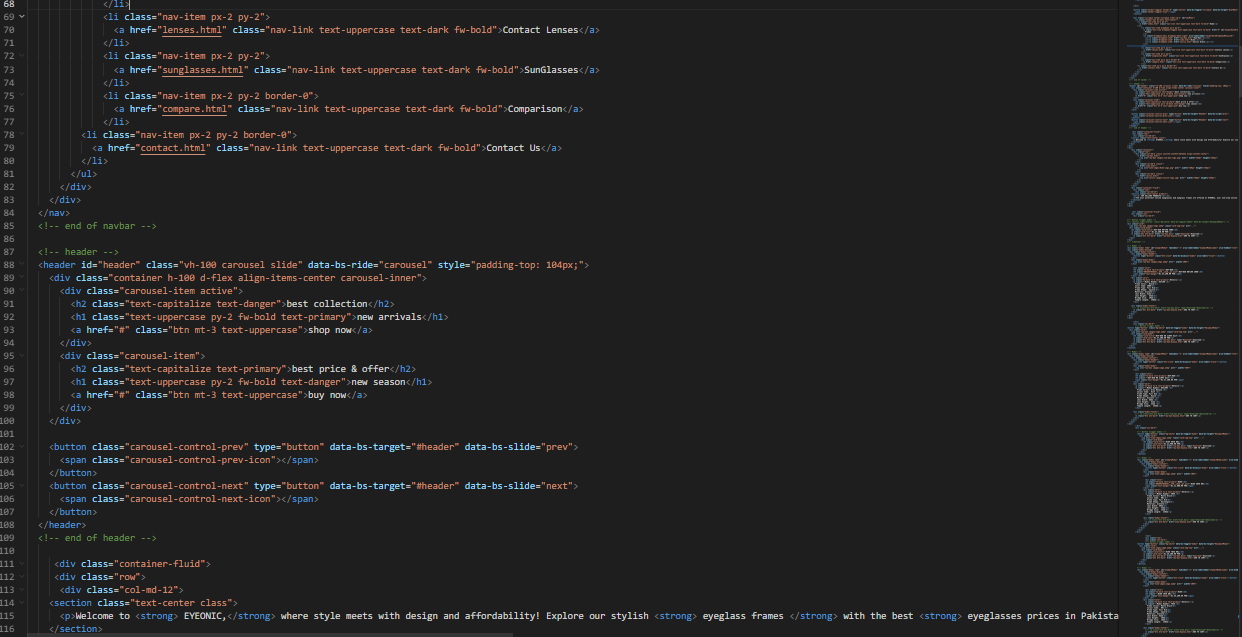 68 </li>
69 <li class="nav-item px-2 py-2">
70 <a href="lenses.html" class="nav-link text-uppercase text-dark fw-bold">Contact Lenses</a>
71 </li>
72 <li class="nav-item px-2 py-2">
73 <a href="sunglasses.html" class="nav-link text-uppercase text-dark fw-bold">SunGlasses</a>
74 </li>
75 <li class="nav-item px-2 py-2 border-0">
76 <a href="compare.html" class="nav-link text-uppercase text-dark fw-bold">Comparison</a>
77 </li>
78 <li class="nav-item px-2 py-2 border-0">
79 <a href="contact.html" class="nav-link text-uppercase text-dark fw-bold">Contact Us</a>
80 </li>
81 </ul>
82 </div>
83 </div>
84 </nav>
85 <!-- end of navbar -->
86
87 <!-- header -->
88 <header id="header" class="vh-100 carousel slide" data-bs-ride="carousel" style="padding-top: 104px;">
89 <div class="container h-100 d-flex align-items-center carousel-inner">
90 <div class="carousel-item active">
91 <h2 class="text-capitalize text-danger">best collection</h2>
92 <h1 class="text-uppercase py-2 fw-bold text-primary">new arrivals</h1>
93 <a href="#" class="btn mt-3 text-uppercase">shop now</a>
94 </div>
95 <div class="carousel-item">
96 <h2 class="text-capitalize text-primary">best price & offer</h2>
97 <h1 class="text-uppercase py-2 fw-bold text-danger">new season</h1>
98 <a href="#" class="btn mt-3 text-uppercase">buy now</a>
99 </div>
100 </div>
101
102 <button class="carousel-control-prev" type="button" data-bs-target="#header" data-bs-slide="prev">
103 <span class="carousel-control-prev-icon"></span>
104 </button>
105 <button class="carousel-control-next" type="button" data-bs-target="#header" data-bs-slide="next">
106 <span class="carousel-control-next-icon"></span>
107 </button>
108 </header>
109 <!-- end of header -->
110
111 <div class="container-fluid">
112 <div class="row">
113 <div class="col-md-12">
114 <section class="text-center class">
115 <p>Welcome to <strong> EYEONIC,</strong> where style meets with design and affordability! Explore our stylish <strong> eyeglass frames </strong> with the best <strong> eyeglasses prices in Pakista
116 </section>